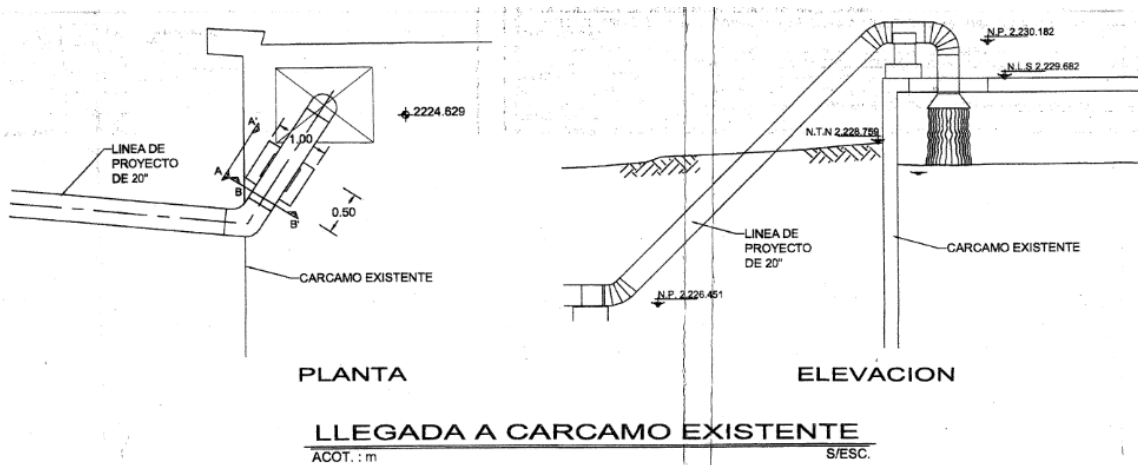 2224.629
A'
1.00
LINEA DE
PROYECTO
DE 20"
A
B
B'
0.50
CARCAMO EXISTENTE
PLANTA
N.P. 2,230.182
N.L.S 2,229.682
N.T.N 2,228.759
LINEA DE
PROYECTO
DE 20"
CARCAMO EXISTENTE
N.P. 2,226.451
ELEVACION
LLEGADA A CARCAMO EXISTENTE
ACOT. : m
S/ESC.